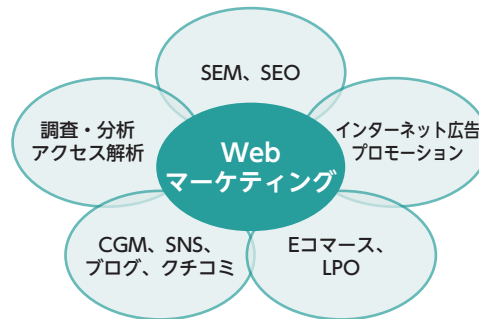 SEM、SEO
調査・分析
アクセス解析
Web
マーケティング
インターネット広告
プロモーション
CGM、SNS、
ブログ、クチコミ
Eコマース、
LPO